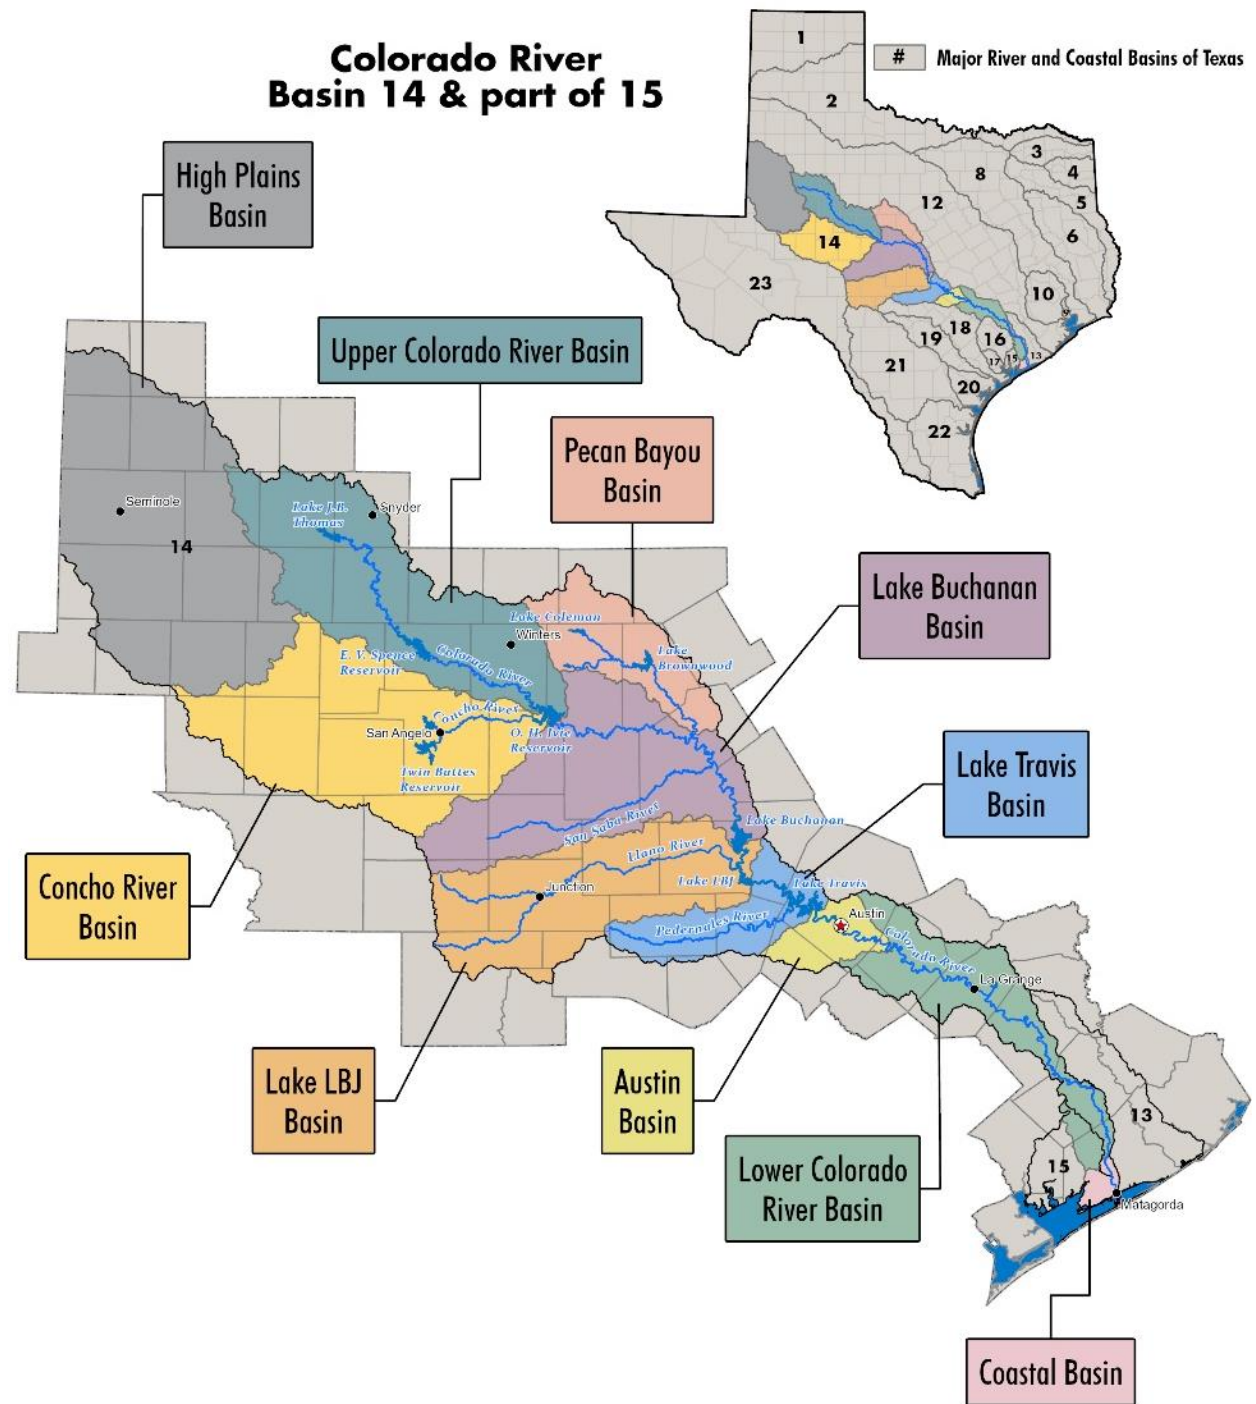 Colorado River
Basin 14 & part of 15
# Major River and Coastal Basins of Texas
1
2
3
4
5
6
8
12
14
23
10
9
18
19
16
21
17
15
13
20
22
High Plains
Basin
Upper Colorado River Basin
Pecan Bayou
Basin
Lake Buchanan
Basin
Lake Travis
Basin
Concho River
Basin
Lake LBJ
Basin
Austin
Basin
Lower Colorado
River Basin
Coastal Basin
Seminole
14
Lake J.B.
Thomas
Snyder
Lake Coleman
Winters
Lake
Brownwood
E. V. Spence
Reservoir
Colorado River
Concho River
San Angelo
O. H. Ivie
Reservoir
Twin Buttes
Reservoir
San Saba River
Lake Buchanan
Llano River
Lake LBJ
Junction
Lake Travis
Pedernales River
Austin
Colorado River
La Grange
13
15
Matagorda